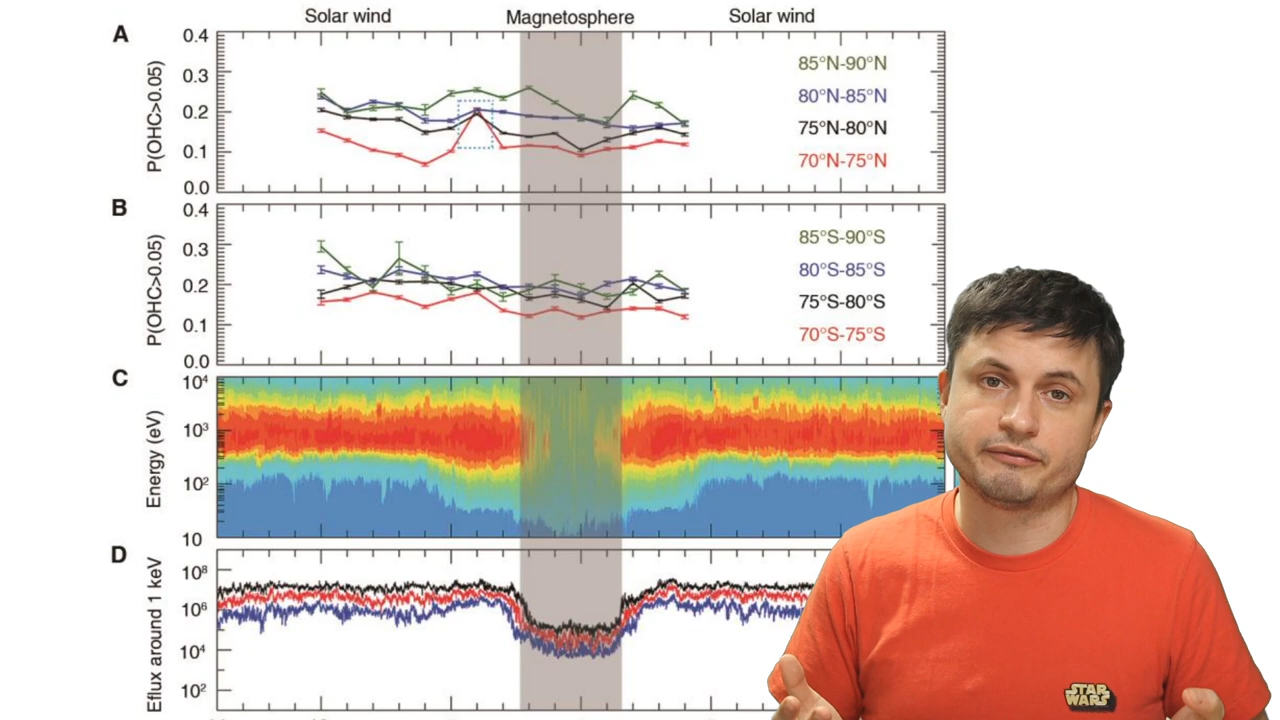 Solar wind
Magnetosphere
Solar wind
A
P(OHC>0.05)
0.4
0.3
0.2
0.1
0.0
85°N-90°N
80°N-85°N
75°N-80°N
70°N-75°N
B
P(OHC>0.05)
0.4
0.3
0.2
0.1
0.0
85°S-90°S
80°S-85°S
75°S-80°S
70°S-75°S
C
Energy (eV)
10⁴
10³
10²
10
D
Eflux around 1 keV
10⁸
10⁶
10⁴
10²
STAR
WARS